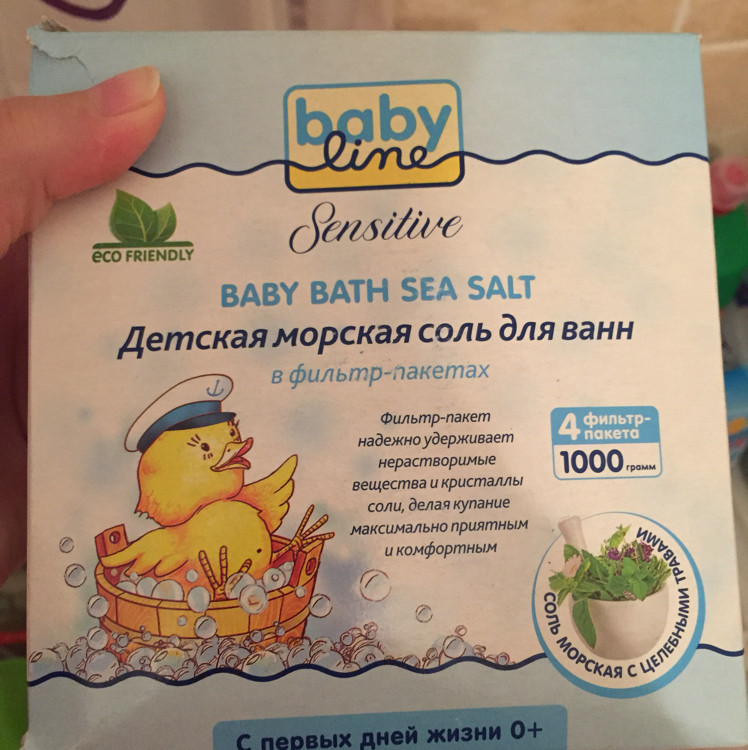 baby
line
Sensitive
eco FRIENDLY
BABY BATH SEA SALT
Детская морская соль для ванн
в фильтр-пакетах
Фильтр-пакет
надежно удерживает
нерастворимые
вещества и кристаллы
соли, делая купание
максимально приятным
и комфортным
4 фильтр-
пакета
1000 грамм
СОЛЬ МОРСКАЯ С ЦЕЛЕБНЫМИ ТРАВАМИ
С первых дней жизни 0+